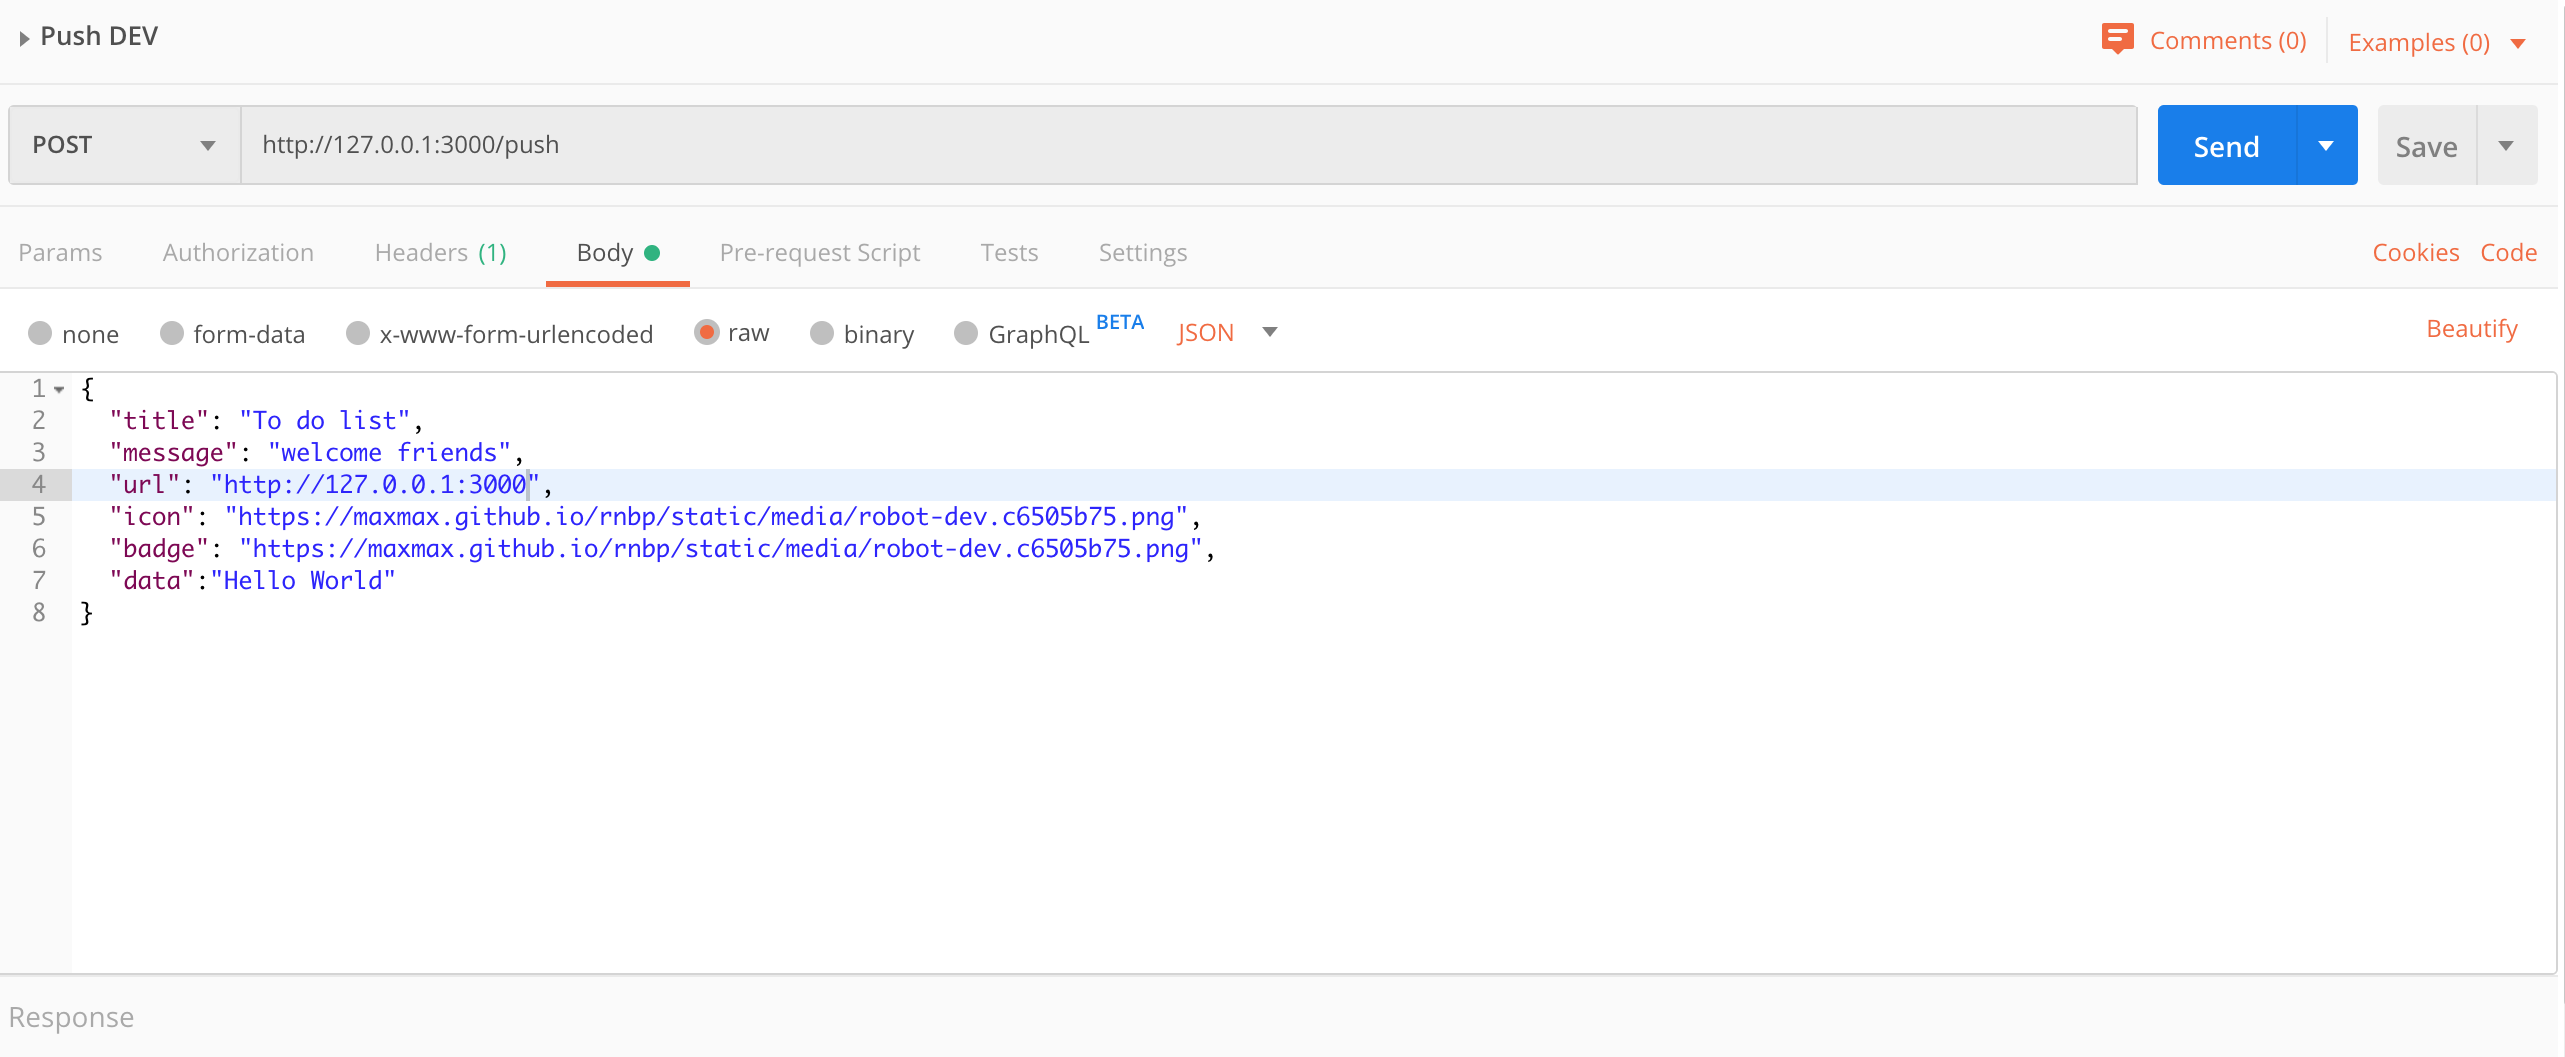 Push DEV
Comments (0) Examples (0)
POST http://127.0.0.1:3000/push Send Save
Params Authorization Headers (1) Body Pre-request Script Tests Settings Cookies Code
none form-data x-www-form-urlencoded raw binary GraphQL BETA JSON Beautify
1 {
2 "title": "To do list",
3 "message": "welcome friends",
4 "url": "http://127.0.0.1:3000",
5 "icon": "https://maxmax.github.io/rnbp/static/media/robot-dev.c6505b75.png",
6 "badge": "https://maxmax.github.io/rnbp/static/media/robot-dev.c6505b75.png",
7 "data":"Hello World"
8 }
Response